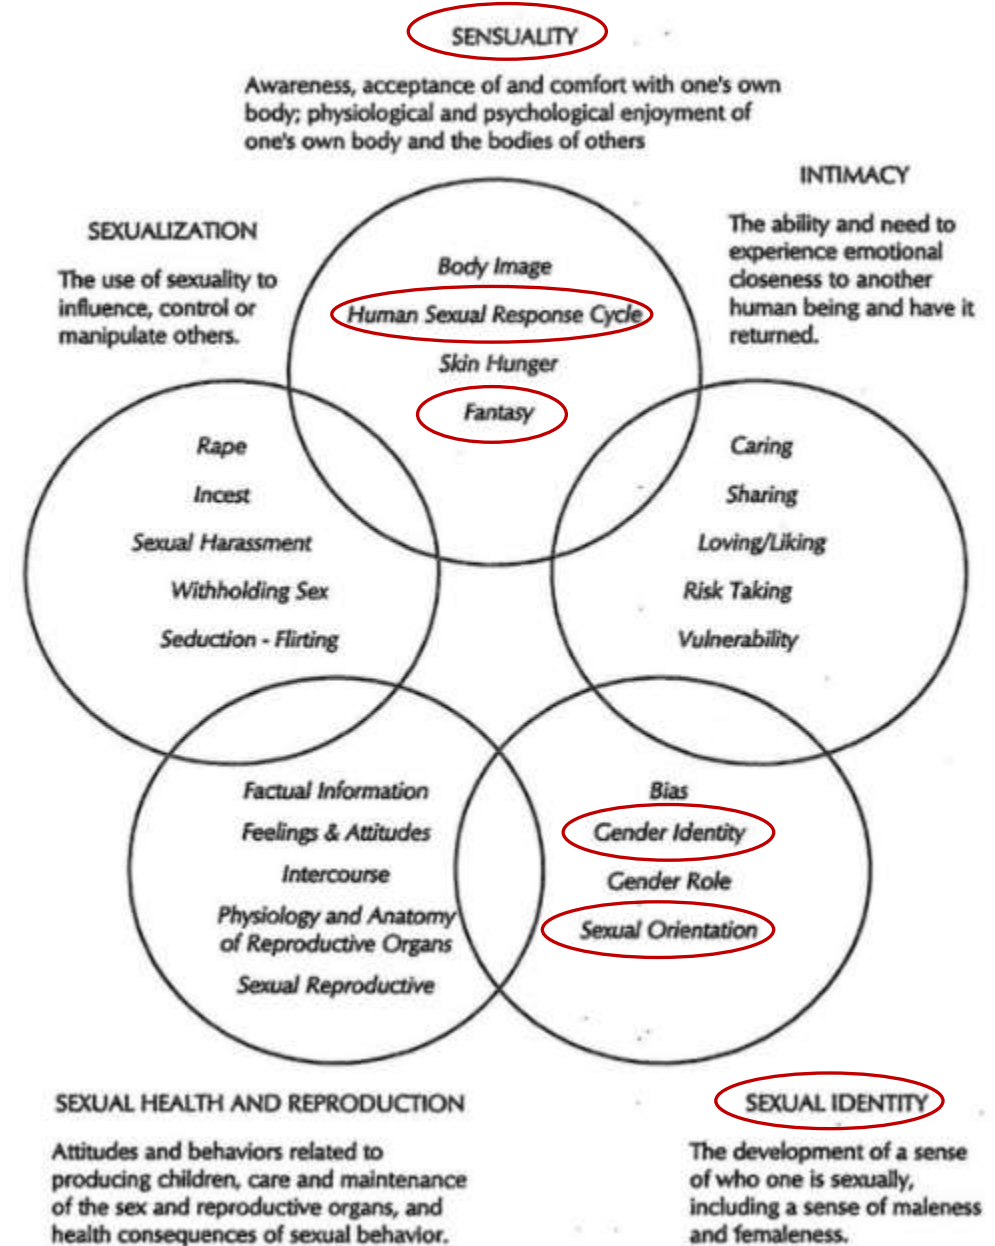 SENSUALITY
Awareness, acceptance of and comfort with one's own
body; physiological and psychological enjoyment of
one's own body and the bodies of others
INTIMACY
The ability and need to
experience emotional
closeness to another
human being and have it
returned.
SEXUALIZATION
The use of sexuality to
influence, control or
manipulate others.
Body Image
Human Sexual Response Cycle
Skin Hunger
Fantasy
Rape
Incest
Sexual Harassment
Withholding Sex
Seduction - Flirting
Caring
Sharing
Loving/Liking
Risk Taking
Vulnerability
Factual Information
Feelings & Attitudes
Intercourse
Physiology and Anatomy
of Reproductive Organs
Sexual Reproductive
Bias
Gender Identity
Gender Role
Sexual Orientation
SEXUAL HEALTH AND REPRODUCTION
Attitudes and behaviors related to
producing children, care and maintenance
of the sex and reproductive organs, and
health consequences of sexual behavior.
SEXUAL IDENTITY
The development of a sense
of who one is sexually,
including a sense of maleness
and femaleness.